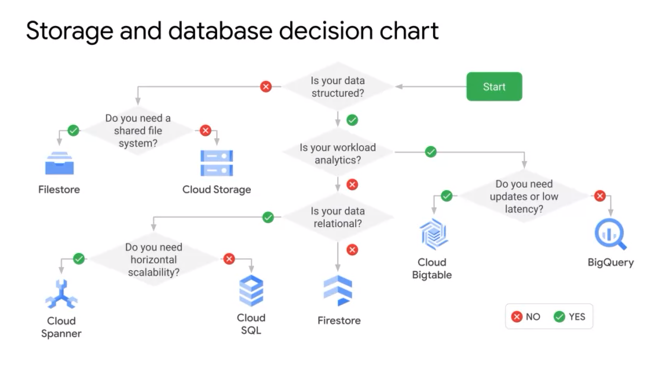 Storage and database decision chart
Is your data
structured?
Start
Do you need a
shared file
system?
Is your workload
analytics?
Filestore
Cloud Storage
Do you need
updates or low
latency?
Is your data
relational?
Do you need
horizontal
scalability?
Cloud
Bigtable
BigQuery
Cloud
Spanner
Cloud
SQL
Firestore
NO
YES